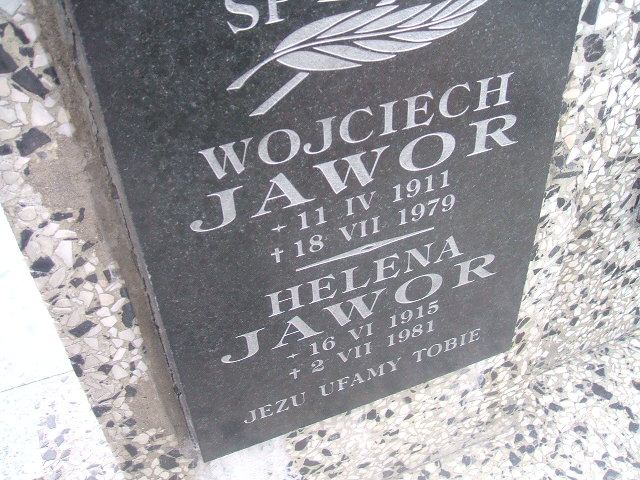 WOJCIECH
JAWOR
+ 11 IV 1911
† 18 VII 1979
HELENA
JAWOR
+ 16 VI 1915
† 2 VII 1981
JEZU UFAMY TOBIE